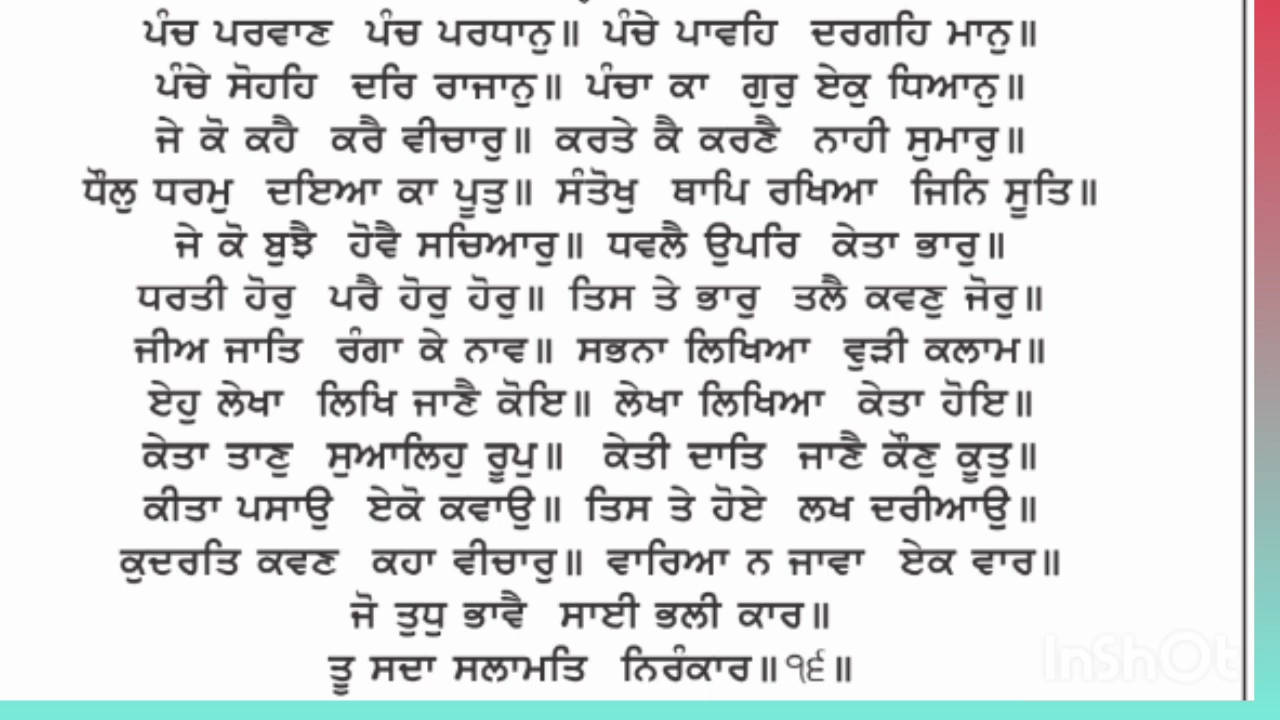 ਪੰਚ ਪਰਵਾਣ ਪੰਚ ਪਰਧਾਨੁ॥ ਪੰਚੇ ਪਾਵਹਿ ਦਰਗਹਿ ਮਾਨੁ॥
ਪੰਚੇ ਸੋਹਹਿ ਦਰਿ ਰਾਜਾਨੁ॥ ਪੰਚਾ ਕਾ ਗੁਰੁ ਏਕੁ ਧਿਆਨੁ॥
ਜੇ ਕੋ ਕਹੈ ਕਰੈ ਵੀਚਾਰੁ॥ ਕਰਤੇ ਕੈ ਕਰਣੈ ਨਾਹੀ ਸੁਮਾਰੁ॥
ਧੌਲੁ ਧਰਮੁ ਦਇਆ ਕਾ ਪੂਤੁ॥ ਸੰਤੋਖੁ ਥਾਪਿ ਰਖਿਆ ਜਿਨਿ ਸੂਤਿ॥
ਜੇ ਕੋ ਬੁਝੈ ਹੋਵੈ ਸਚਿਆਰੁ॥ ਧਵਲੈ ਉਪਰਿ ਕੇਤਾ ਭਾਰੁ॥
ਧਰਤੀ ਹੋਰੁ ਪਰੈ ਹੋਰੁ ਹੋਰੁ॥ ਤਿਸ ਤੇ ਭਾਰੁ ਤਲੈ ਕਵਣੁ ਜੋਰੁ॥
ਜੀਅ ਜਾਤਿ ਰੰਗਾ ਕੇ ਨਾਵ॥ ਸਭਨਾ ਲਿਖਿਆ ਵੁੜੀ ਕਲਾਮ॥
ਏਹੁ ਲੇਖਾ ਲਿਖਿ ਜਾਣੈ ਕੋਇ॥ ਲੇਖਾ ਲਿਖਿਆ ਕੇਤਾ ਹੋਇ॥
ਕੇਤਾ ਤਾਣੁ ਸੁਆਲਿਹੁ ਰੂਪੁ॥ ਕੇਤੀ ਦਾਤਿ ਜਾਣੈ ਕੌਣੁ ਕੂਤੁ॥
ਕੀਤਾ ਪਸਾਉ ਏਕੋ ਕਵਾਉ॥ ਤਿਸ ਤੇ ਹੋਏ ਲਖ ਦਰੀਆਉ॥
ਕੁਦਰਤਿ ਕਵਣ ਕਹਾ ਵੀਚਾਰੁ॥ ਵਾਰਿਆ ਨ ਜਾਵਾ ਏਕ ਵਾਰ॥
ਜੋ ਤੁਧੁ ਭਾਵੈ ਸਾਈ ਭਲੀ ਕਾਰ॥
ਤੂ ਸਦਾ ਸਲਾਮਤਿ ਨਿਰੰਕਾਰ॥੧੬॥
InShOt